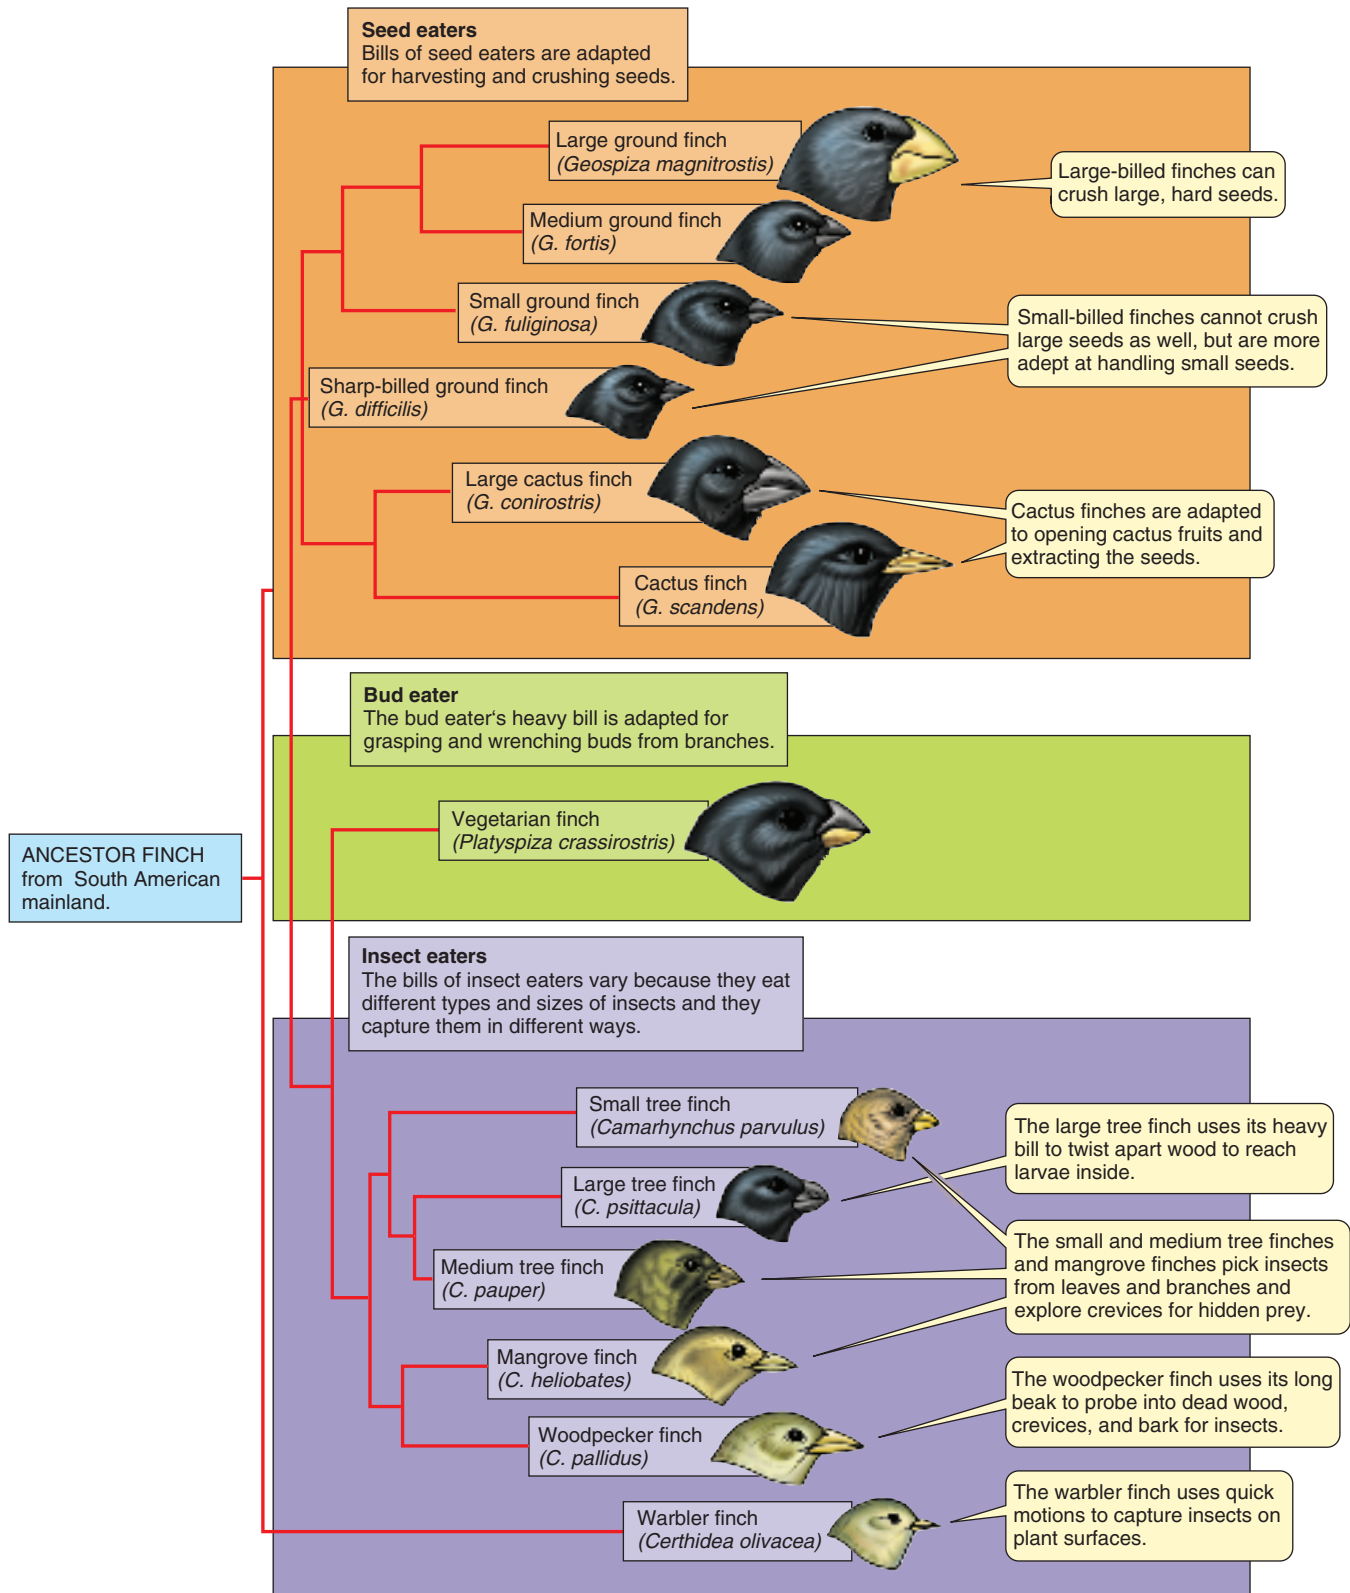 Seed eaters
Bills of seed eaters are adapted
for harvesting and crushing seeds.
Large ground finch
(Geospiza magnitrostis)
Large-billed finches can
crush large, hard seeds.
Medium ground finch
(G. fortis)
Small ground finch
(G. fuliginosa)
Small-billed finches cannot crush
large seeds as well, but are more
adept at handling small seeds.
Sharp-billed ground finch
(G. difficilis)
Large cactus finch
(G. conirostris)
Cactus finches are adapted
to opening cactus fruits and
extracting the seeds.
Cactus finch
(G. scandens)
Bud eater
The bud eater‘s heavy bill is adapted for
grasping and wrenching buds from branches.
Vegetarian finch
(Platyspiza crassirostris)
ANCESTOR FINCH
from South American
mainland.
Insect eaters
The bills of insect eaters vary because they eat
different types and sizes of insects and they
capture them in different ways.
Small tree finch
(Camarhynchus parvulus)
The large tree finch uses its heavy
bill to twist apart wood to reach
larvae inside.
Large tree finch
(C. psittacula)
Medium tree finch
(C. pauper)
The small and medium tree finches
and mangrove finches pick insects
from leaves and branches and
explore crevices for hidden prey.
Mangrove finch
(C. heliobates)
The woodpecker finch uses its long
beak to probe into dead wood,
crevices, and bark for insects.
Woodpecker finch
(C. pallidus)
The warbler finch uses quick
motions to capture insects on
plant surfaces.
Warbler finch
(Certhidea olivacea)